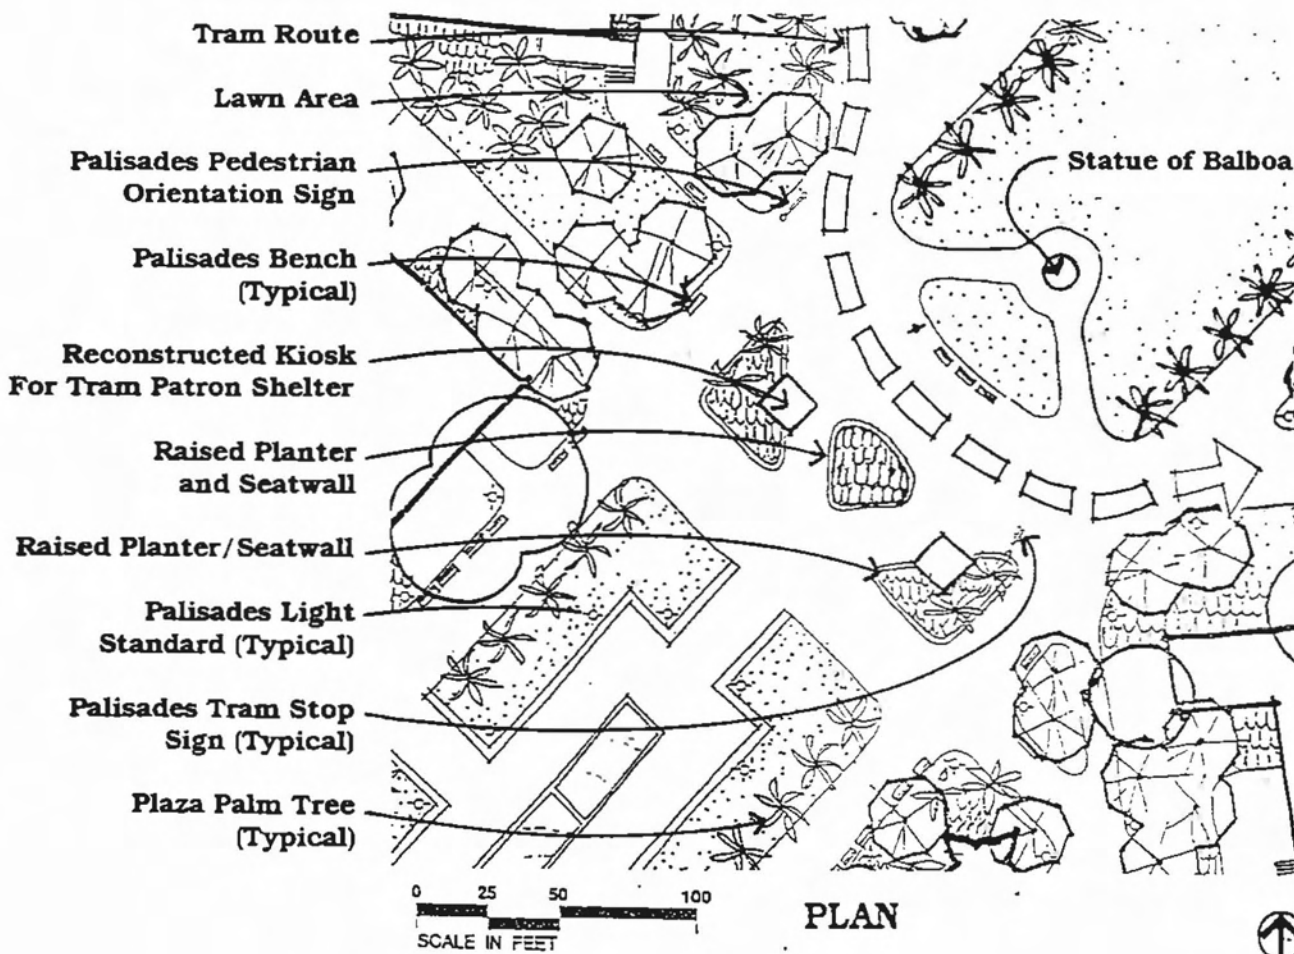 Tram Route
Lawn Area
Palisades Pedestrian
Orientation Sign
Statue of Balboa
Palisades Bench
(Typical)
Reconstructed Kiosk
For Tram Patron Shelter
Raised Planter
and Seatwall
Raised Planter/Seatwall
Palisades Light
Standard (Typical)
Palisades Tram Stop
Sign (Typical)
Plaza Palm Tree
(Typical)
0 25 50 100
SCALE IN FEET
PLAN